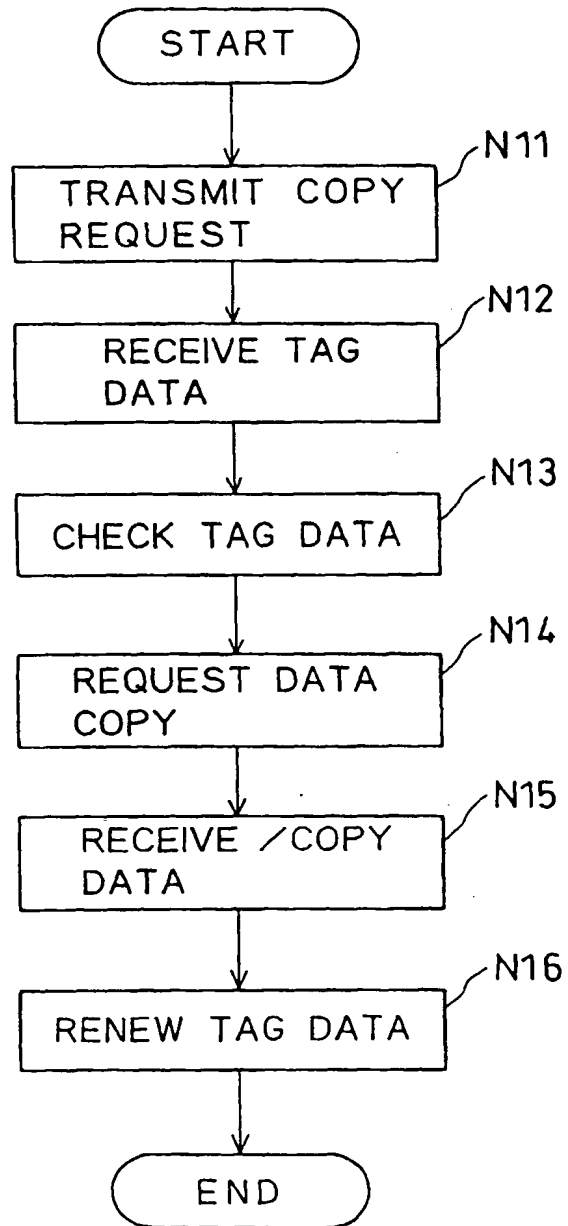 START
N11
TRANSMIT COPY
REQUEST
N12
RECEIVE TAG
DATA
N13
CHECK TAG DATA
N14
REQUEST DATA
COPY
N15
RECEIVE /COPY
DATA
N16
RENEW TAG DATA
END